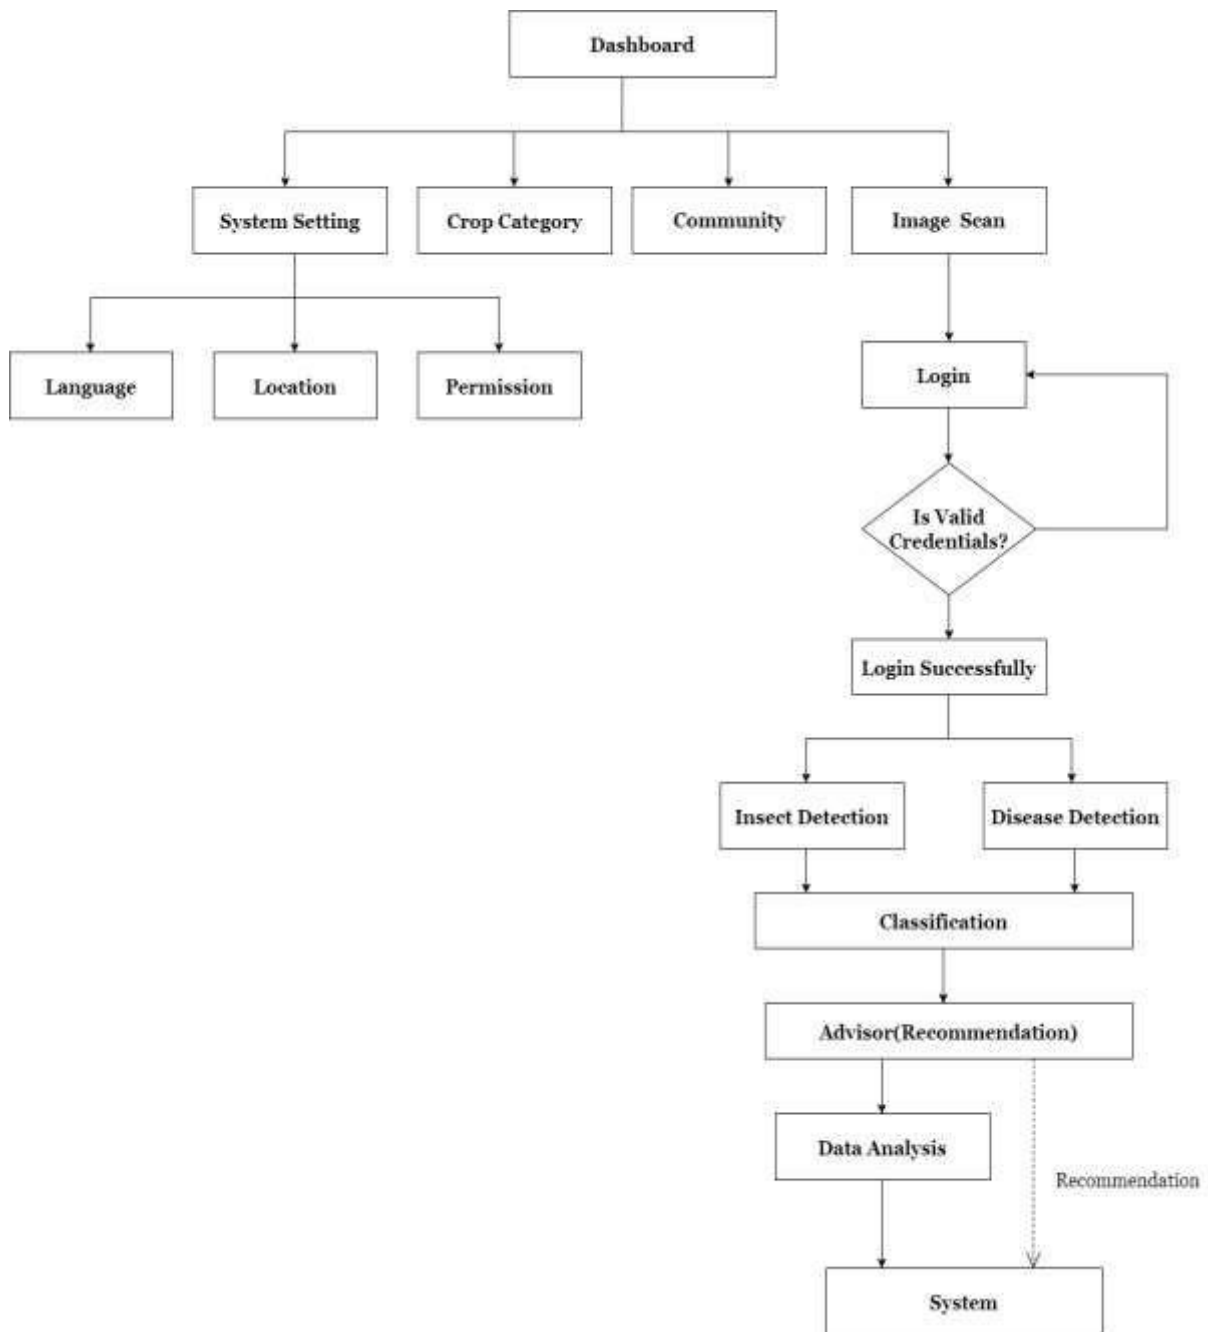 Dashboard
System Setting
Crop Category
Community
Image Scan
Language
Location
Permission
Login
Is Valid
Credentials?
Login Successfully
Insect Detection
Disease Detection
Classification
Advisor(Recommendation)
Data Analysis
Recommendation
System